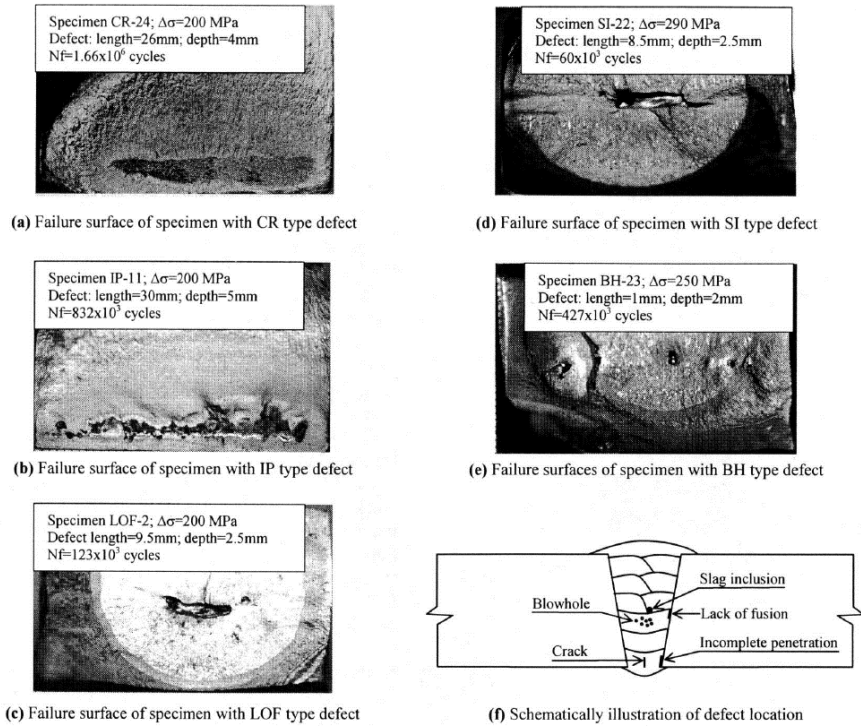 Specimen CR-24; Δσ=200 MPa
Defect: length=26mm; depth=4mm
Nf=1.66x10⁶ cycles
(a) Failure surface of specimen with CR type defect
Specimen IP-11; Δσ=200 MPa
Defect: length=30mm; depth=5mm
Nf=832x10³ cycles
(b) Failure surface of specimen with IP type defect
Specimen LOF-2; Δσ=200 MPa
Defect length=9.5mm; depth=2.5mm
Nf=123x10³ cycles
(c) Failure surface of specimen with LOF type defect
Specimen SI-22; Δσ=290 MPa
Defect: length=8.5mm; depth=2.5mm
Nf=60x10³ cycles
(d) Failure surface of specimen with SI type defect
Specimen BH-23; Δσ=250 MPa
Defect: length=1mm; depth=2mm
Nf=427x10³ cycles
(e) Failure surfaces of specimen with BH type defect
Slag inclusion
Blowhole
Lack of fusion
Incomplete penetration
Crack
(f) Schematically illustration of defect location